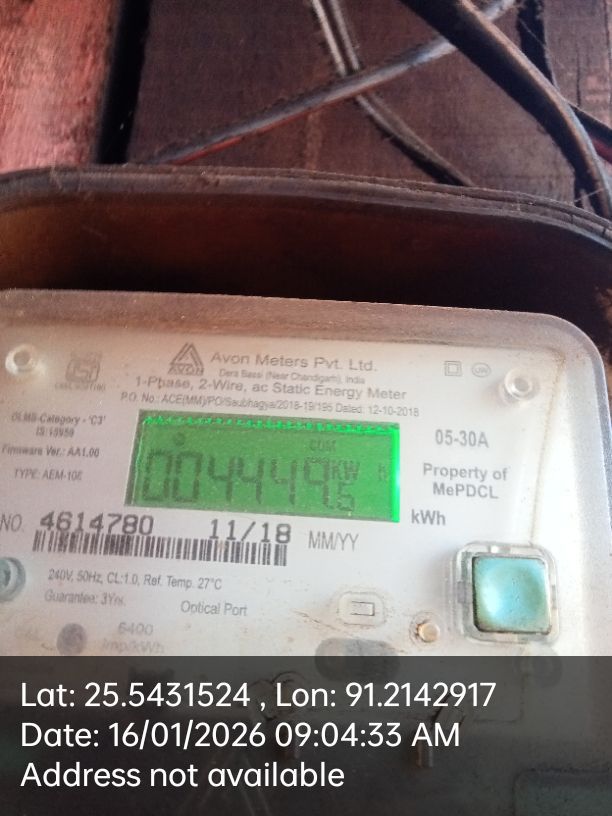 Avon Meters Pvt. Ltd.
AVON
Dera Bassi (Near Chandigarh), India
1-Phase, 2-Wire, ac Static Energy Meter
P.O. No.: ACE(MM)/PO/Saubhagya/2018-19/195 Dated: 12-10-2018
DLMS-Category - 'C3'
IS:15959
Firmware Ver.: AA1.00
TYPE: AEM-10
CUM
004449.5 kW h
05-30A
Property of
MePDCL
kWh
NO. 4614780 11/18 MM/YY
240V, 50Hz, CL:1.0, Ref. Temp. 27°C
Guarantee: 3Yrs.
Optical Port
6400
imp/kWh
Lat: 25.5431524 , Lon: 91.2142917
Date: 16/01/2026 09:04:33 AM
Address not available